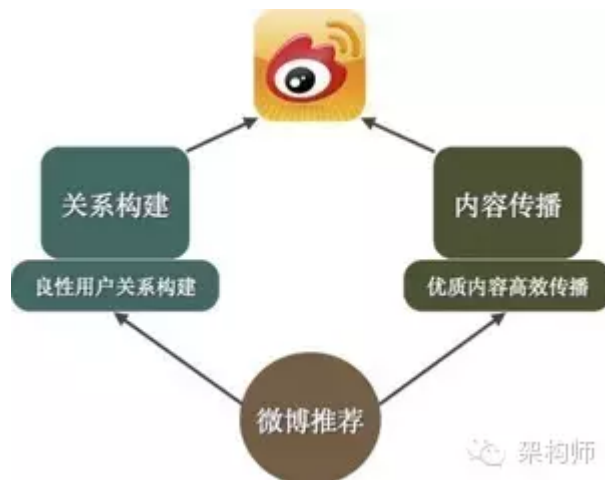 关系构建
内容传播
良性用户关系构建
优质内容高效传播
微博推荐
架构师